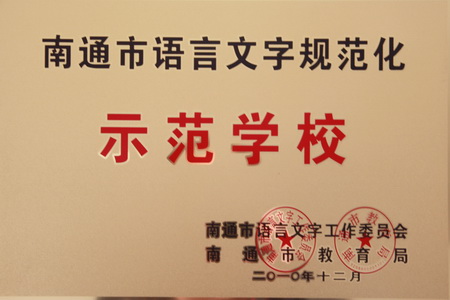 南通市语言文字规范化
示范学校
南通市语言文字工作委员会
南通市教育局
二〇一〇年十二月